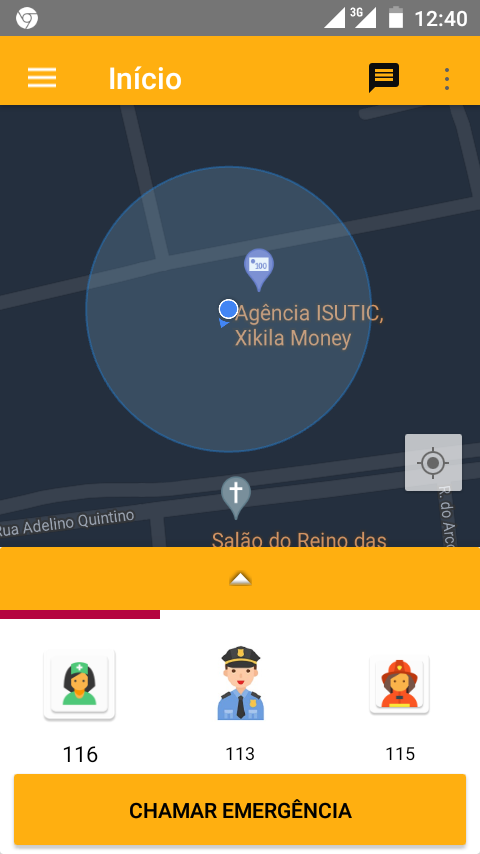 3G 12:40
Início
100
Agência ISUTIC,
Xikila Money
R. do Arco
Rua Adelino Quintino
Salão do Reino das
116 113 115
CHAMAR EMERGÊNCIA